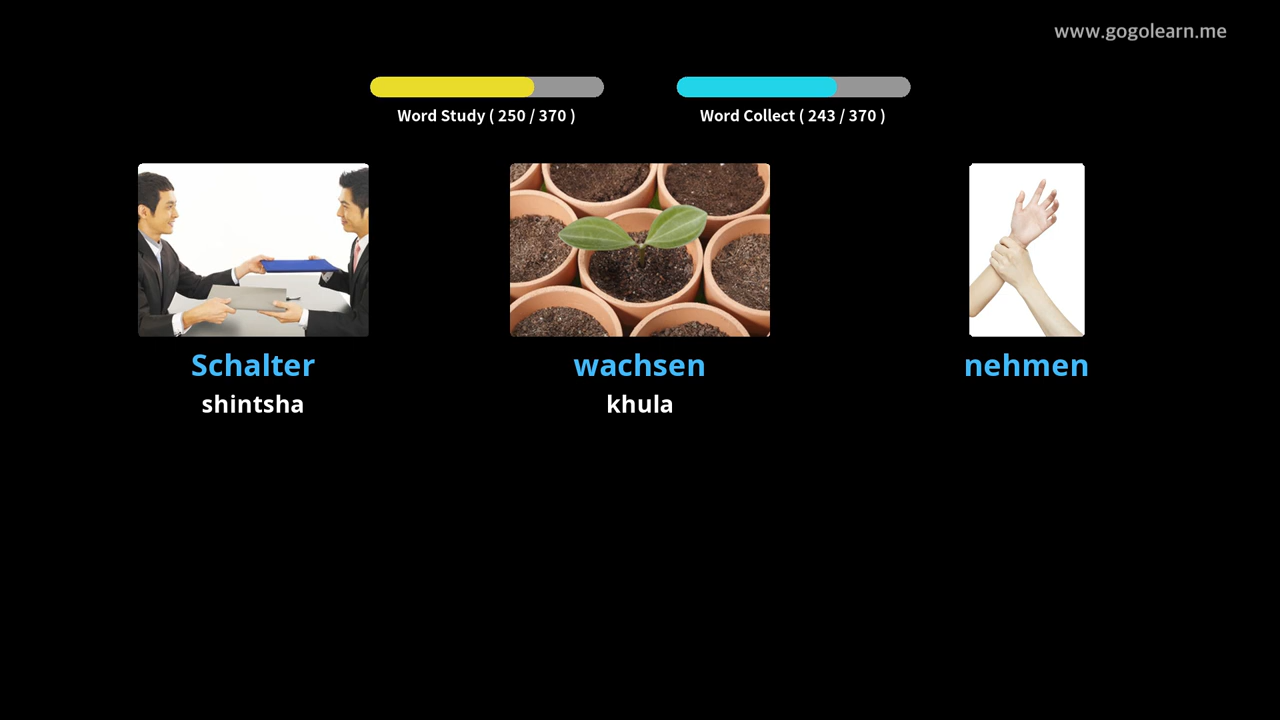 www.gogolearn.me
Word Study ( 250 / 370 )
Word Collect ( 243 / 370 )
Schalter
wachsen
nehmen
shintsha
khula